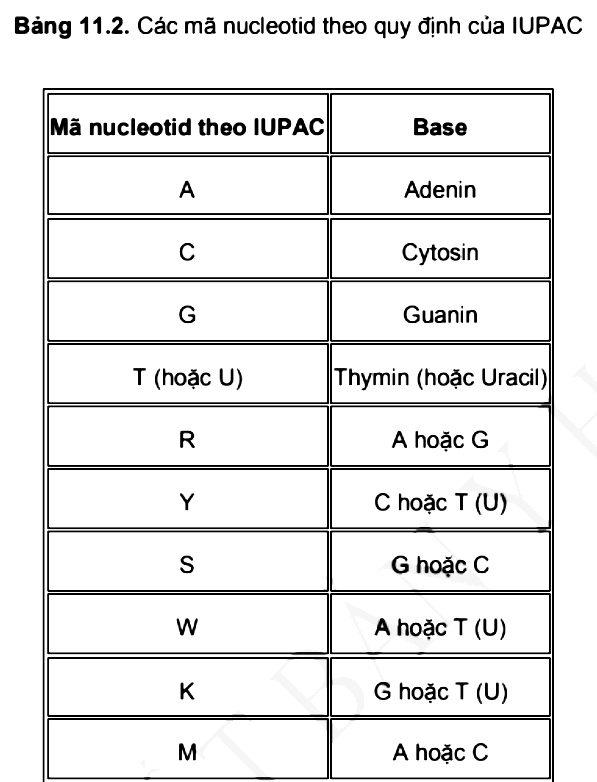 Bảng 11.2. Các mã nucleotid theo quy định của IUPAC
Mã nucleotid theo IUPAC Base
A Adenin
C Cytosin
G Guanin
T (hoặc U) Thymin (hoặc Uracil)
R A hoặc G
Y C hoặc T (U)
S G hoặc C
W A hoặc T (U)
K G hoặc T (U)
M A hoặc C